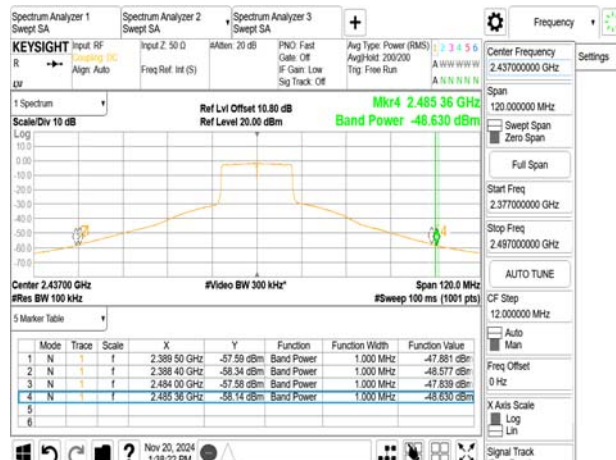 Spectrum Analyzer 1
Swept SA
Spectrum Analyzer 2
Swept SA
Spectrum Analyzer 3
Swept SA
+
Frequency
Settings
KEYSIGHT
R
Input: RF
Coupling: DC
Align: Auto
Input Z: 50 Ω
Freq Ref: Int (S)
#Atten: 20 dB
PNO: Fast
Gate: Off
IF Gain: Low
Sig Track: Off
Avg Type: Power (RMS)
Avg|Hold: 200/200
Trig: Free Run
1 2 3 4 5 6
A W W W W W
A N N N N N
1 Spectrum
Scale/Div 10 dB
Ref Lvl Offset 10.80 dB
Ref Level 20.00 dBm
Mkr4 2.485 36 GHz
Band Power -48.630 dBm
Log
10.0
0.0
-10.0
-20.0
-30.0
-40.0
-50.0
-60.0
-70.0
4
Center 2.43700 GHz
#Res BW 100 kHz
#Video BW 300 kHz*
Span 120.0 MHz
#Sweep 100 ms (1001 pts)
5 Marker Table
Mode Trace Scale X Y Function Function Width Function Value
1 N 1 f 2.389 50 GHz -57.59 dBm Band Power 1.000 MHz -47.881 dBm
2 N 1 f 2.388 40 GHz -58.34 dBm Band Power 1.000 MHz -48.577 dBm
3 N 1 f 2.484 00 GHz -57.58 dBm Band Power 1.000 MHz -47.839 dBm
4 N 1 f 2.485 36 GHz -58.14 dBm Band Power 1.000 MHz -48.630 dBm
5
6
?
Nov 20, 2024
1:38:22 PM
Center Frequency
2.437000000 GHz
Span
120.000000 MHz
Swept Span
Zero Span
Full Span
Start Freq
2.377000000 GHz
Stop Freq
2.497000000 GHz
AUTO TUNE
CF Step
12.000000 MHz
Auto
Man
Freq Offset
0 Hz
X Axis Scale
Log
Lin
Signal Track